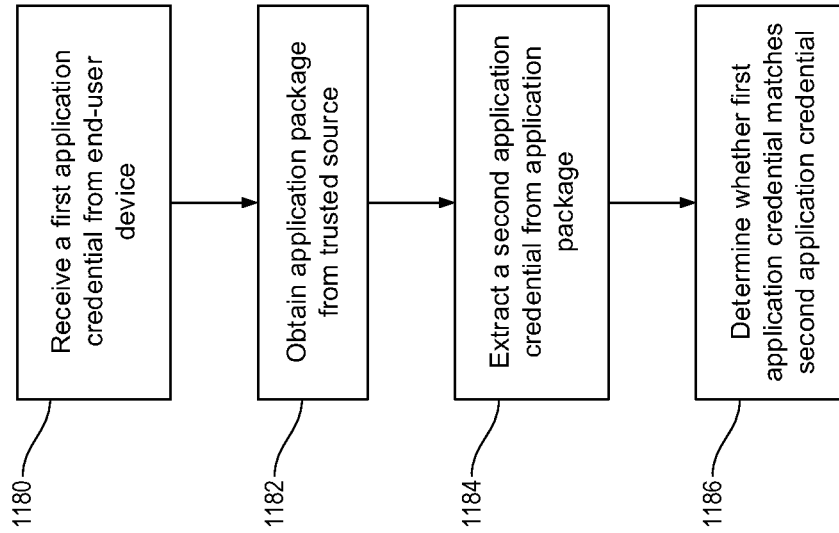 1180
Receive a first application
credential from end-user
device
1182
Obtain application package
from trusted source
1184
Extract a second application
credential from application
package
1186
Determine whether first
application credential matches
second application credential